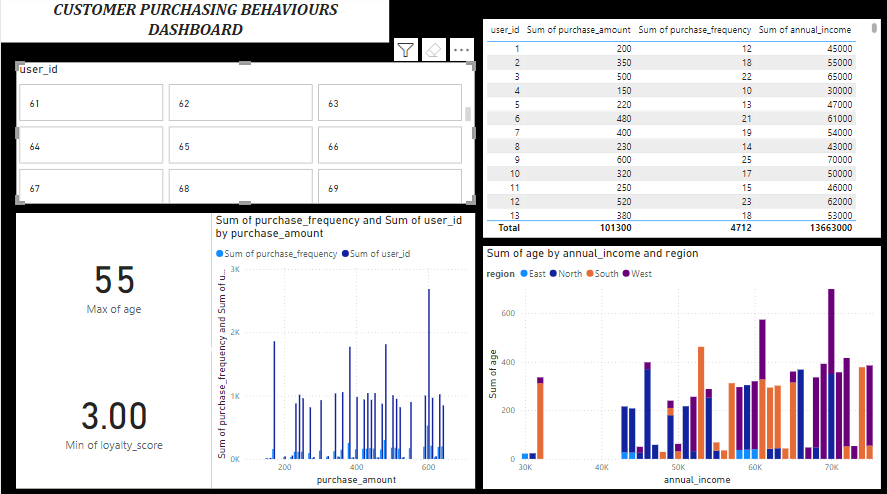 CUSTOMER PURCHASING BEHAVIOURS
DASHBOARD
user_id
61 62 63
64 65 66
67 68 69
user_id Sum of purchase_amount Sum of purchase_frequency Sum of annual_income
1 200 12 45000
2 350 18 55000
3 500 22 65000
4 150 10 30000
5 220 13 47000
6 480 21 61000
7 400 19 54000
8 230 14 43000
9 600 25 70000
10 320 17 50000
11 250 15 46000
12 520 23 62000
13 380 18 53000
Total 101300 4712 13663000
55
Max of age
3.00
Min of loyalty_score
Sum of purchase_frequency and Sum of user_id
by purchase_amount
Sum of purchase_frequency Sum of user_id
Sum of purchase_frequency and Sum of u...
3K
2K
1K
0K
200 400 600
purchase_amount
Sum of age by annual_income and region
region East North South West
Sum of age
600
400
200
0
30K 40K 50K 60K 70K
annual_income